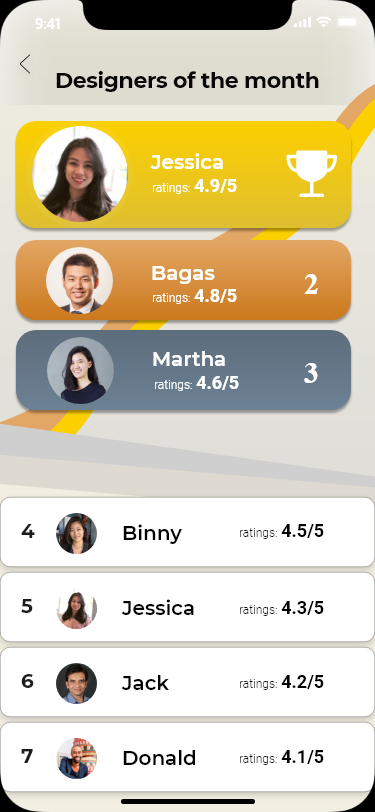 9:41
Designers of the month
Jessica
ratings: 4.9/5
Bagas
ratings: 4.8/5
2
Martha
ratings: 4.6/5
3
4 Binny ratings: 4.5/5
5 Jessica ratings: 4.3/5
6 Jack ratings: 4.2/5
7 Donald ratings: 4.1/5